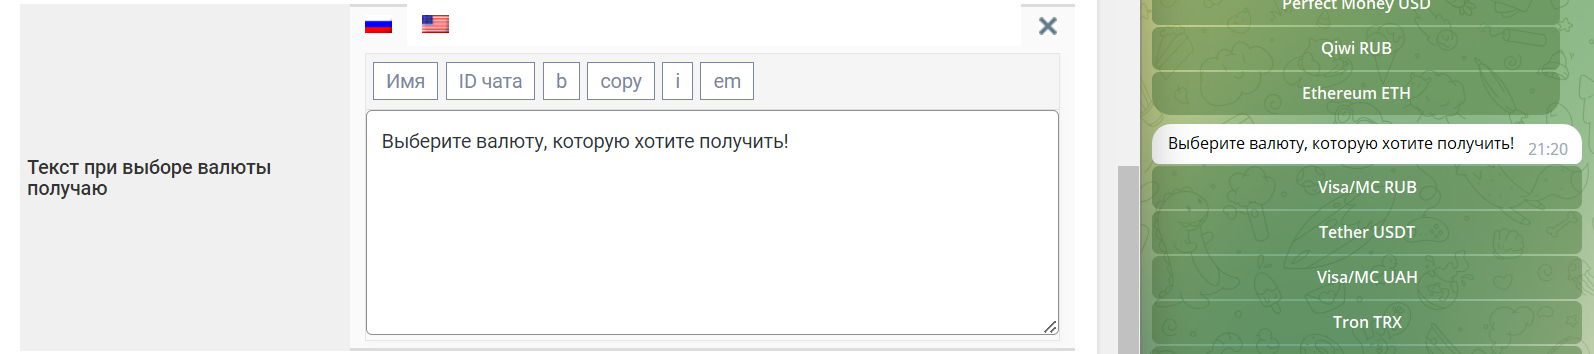 Имя
ID чата
b
copy
i
em
Выберите валюту, которую хотите получить!
Текст при выборе валюты
получаю
Perfect Money USD
Qiwi RUB
Ethereum ETH
Выберите валюту, которую хотите получить! 21:20
Visa/MC RUB
Tether USDT
Visa/MC UAH
Tron TRX